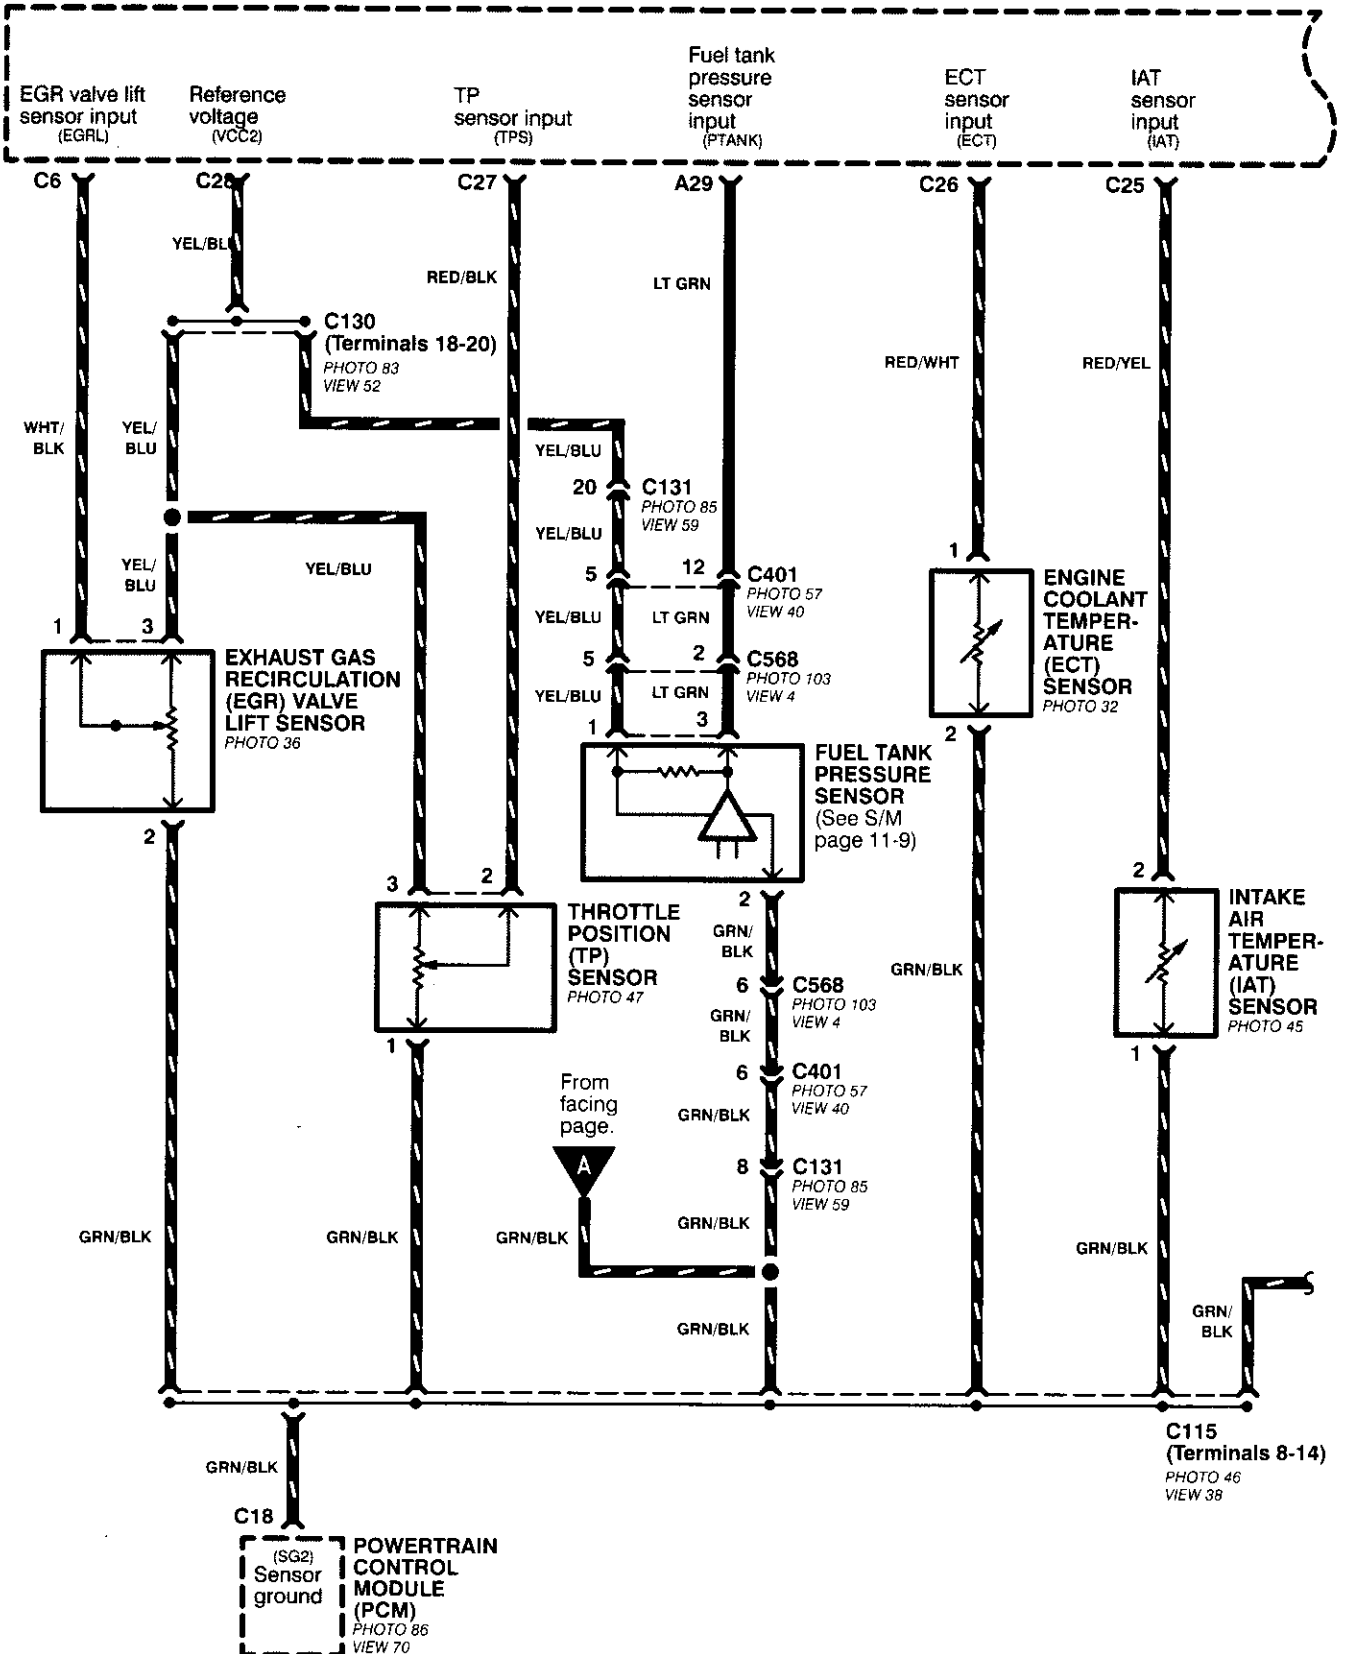 EGR valve lift
sensor input
(EGRL)
Reference
voltage
(VCC2)
TP
sensor input
(TPS)
Fuel tank
pressure
sensor
input
(PTANK)
ECT
sensor
input
(ECT)
IAT
sensor
input
(IAT)
C6
C28
C27
A29
C26
C25
YEL/BLU
RED/BLK
LT GRN
C130
(Terminals 18-20)
PHOTO 83
VIEW 52
RED/WHT
RED/YEL
WHT/
BLK
YEL/
BLU
YEL/BLU
20
C131
PHOTO 85
VIEW 59
YEL/BLU
YEL/
BLU
YEL/BLU
5
12
C401
PHOTO 57
VIEW 40
1
ENGINE
COOLANT
TEMPER-
ATURE
(ECT)
SENSOR
PHOTO 32
YEL/BLU
LT GRN
1
3
5
2
C568
PHOTO 103
VIEW 4
EXHAUST GAS
RECIRCULATION
(EGR) VALVE
LIFT SENSOR
PHOTO 36
YEL/BLU
LT GRN
1
3
2
FUEL TANK
PRESSURE
SENSOR
(See S/M
page 11-9)
2
3
2
2
2
THROTTLE
POSITION
(TP)
SENSOR
PHOTO 47
INTAKE
AIR
TEMPER-
ATURE
(IAT)
SENSOR
PHOTO 45
GRN/
BLK
GRN/BLK
6
C568
PHOTO 103
VIEW 4
GRN/
BLK
1
1
6
C401
PHOTO 57
VIEW 40
From
facing
page.
GRN/BLK
A
8
C131
PHOTO 85
VIEW 59
GRN/BLK
GRN/BLK
GRN/BLK
GRN/BLK
GRN/BLK
GRN/BLK
GRN/
BLK
C115
(Terminals 8-14)
PHOTO 46
VIEW 38
GRN/BLK
C18
(SG2)
Sensor
ground
POWERTRAIN
CONTROL
MODULE
(PCM)
PHOTO 86
VIEW 70